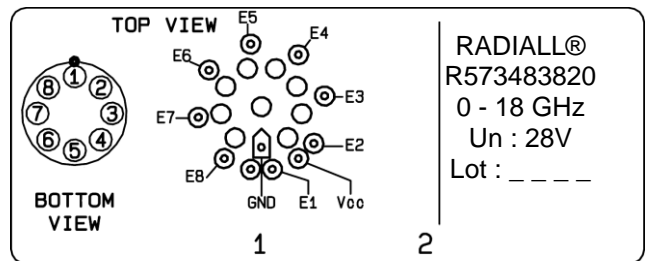 TOP VIEW
E5
E4
E6
E3
E7
E2
E8
GND
E1
Vcc
1
2
3
4
5
6
7
8
BOTTOM
VIEW
1
2
RADIALL®
R573483820
0 - 18 GHz
Un : 28V
Lot : _ _ _ _